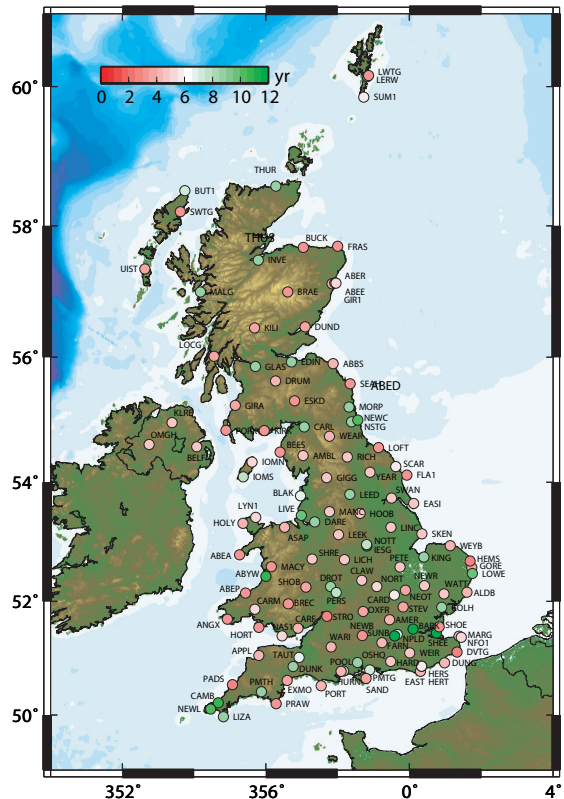 60˚
LWTG
LERW
yr
0 2 4 6 8 10 12
SUM1
THUR
BUT1
SWTG
58˚
THUS
BUCK
FRAS
INVE
UIST
ABER
MALG
BRAE
ABEE
GIR1
KILI
DUND
LOCG
56˚
GLAS
EDIN
ABBS
DRUM
SEAH
ABED
ESKD
GIRA
MORP
KLRE
NEWC
CARL
NSTG
KIRK
OMGH
WEAR
BEES
LOFT
BELF
IOMN
AMBL
RICH
SCAR
54˚
IOMS
GIGG
YEAR
FLA1
BLAK
LEED
SWAN
EASI
LYN1
LIVE
HOOB
HOLY
DARE
ASAP
LINC
LEEK
SKEN
NOTT
IESG
WEYB
ABEA
SHRE
LICH
KING
HEMS
MACY
PETE
GORE
CLAW
LOWE
ABYW
SHOB
DROT
NORT
NEWR
WATT
52˚
ABEP
PERS
CARD
NEOT
ALDB
CARM
BREC
OXFR
STEV
COLH
ANGX
STRO
AMER
SHOE
NAS1
CARF
NEWB
SUNB
MARG
HORT
WARI
NPLD
SHEE
NFO1
FARN
APPL
TAUT
OSHQ
WEIR
DVTG
DUNK
POOL
HARD
DUNG
PADS
PMTH
HURN
PMTG
HERS
CAMB
EXMO
PORT
SAND
EAST
HERT
NEWL
LIZA
PRAW
50˚
352˚ 356˚ 0˚ 4˚